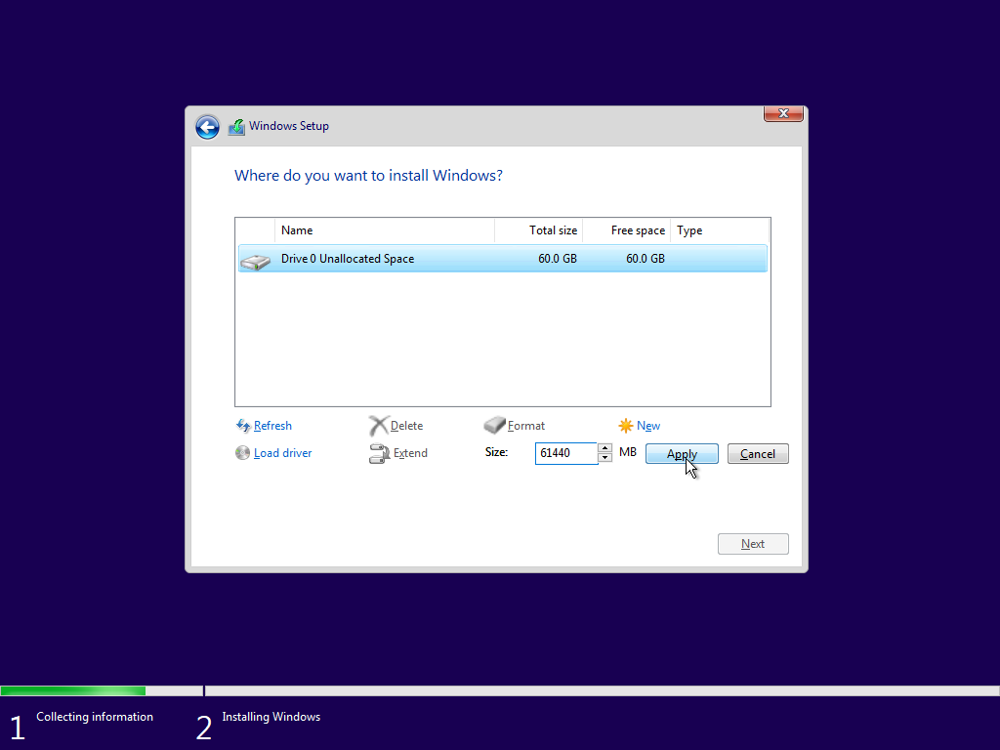 Windows Setup
Where do you want to install Windows?
Name Total size Free space Type
Drive 0 Unallocated Space 60.0 GB 60.0 GB
Refresh Delete Format New
Load driver Extend Size: 61440 MB Apply Cancel
Next
1 Collecting information 2 Installing Windows